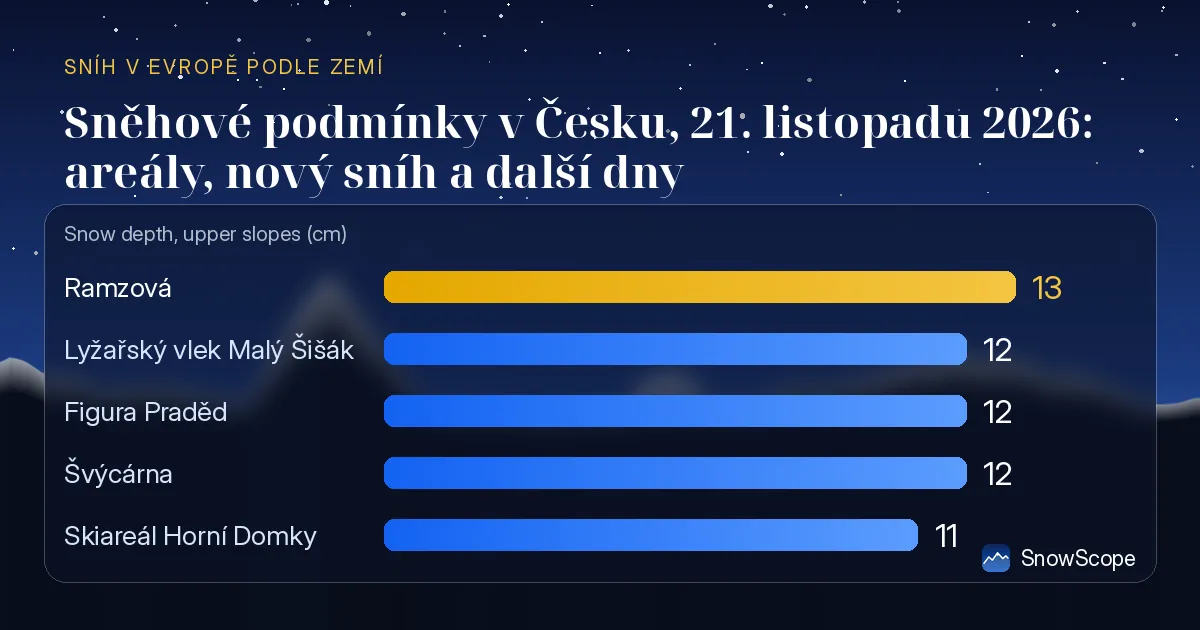 SNÍH V EVROPĚ PODLE ZEMÍ
Sněhové podmínky v Česku, 21. listopadu 2026:
areály, nový sníh a další dny
Snow depth, upper slopes (cm)
Ramzová 13
Lyžařský vlek Malý Šišák 12
Figura Praděd 12
Švýcárna 12
Skiareál Horní Domky 11
SnowScope